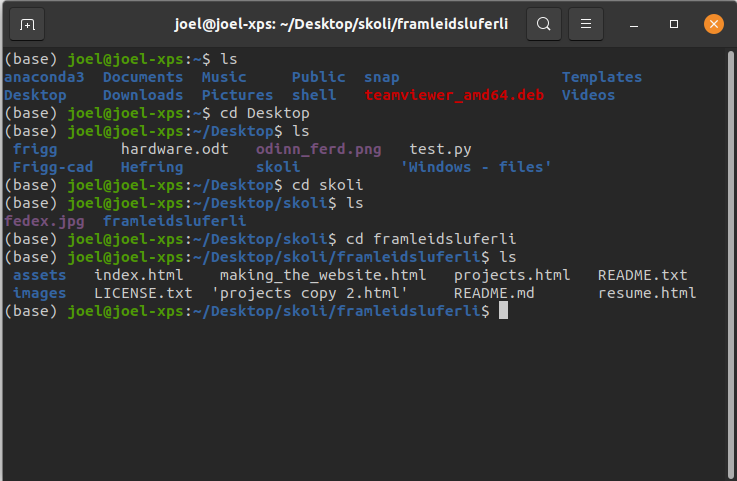 joel@joel-xps: ~/Desktop/skoli/framleidsluferli
(base) joel@joel-xps:~$ ls
anaconda3  Documents  Music     Public  snap                  Templates
Desktop    Downloads  Pictures  shell   teamviewer_amd64.deb  Videos
(base) joel@joel-xps:~$ cd Desktop
(base) joel@joel-xps:~/Desktop$ ls
 frigg       hardware.odt   odinn_ferd.png   test.py
 Frigg-cad   Hefring        skoli           'Windows - files'
(base) joel@joel-xps:~/Desktop$ cd skoli
(base) joel@joel-xps:~/Desktop/skoli$ ls
fedex.jpg  framleidsluferli
(base) joel@joel-xps:~/Desktop/skoli$ cd framleidsluferli
(base) joel@joel-xps:~/Desktop/skoli/framleidsluferli$ ls
 assets   index.html    making_the_website.html   projects.html   README.txt
 images   LICENSE.txt  'projects copy 2.html'     README.md       resume.html
(base) joel@joel-xps:~/Desktop/skoli/framleidsluferli$